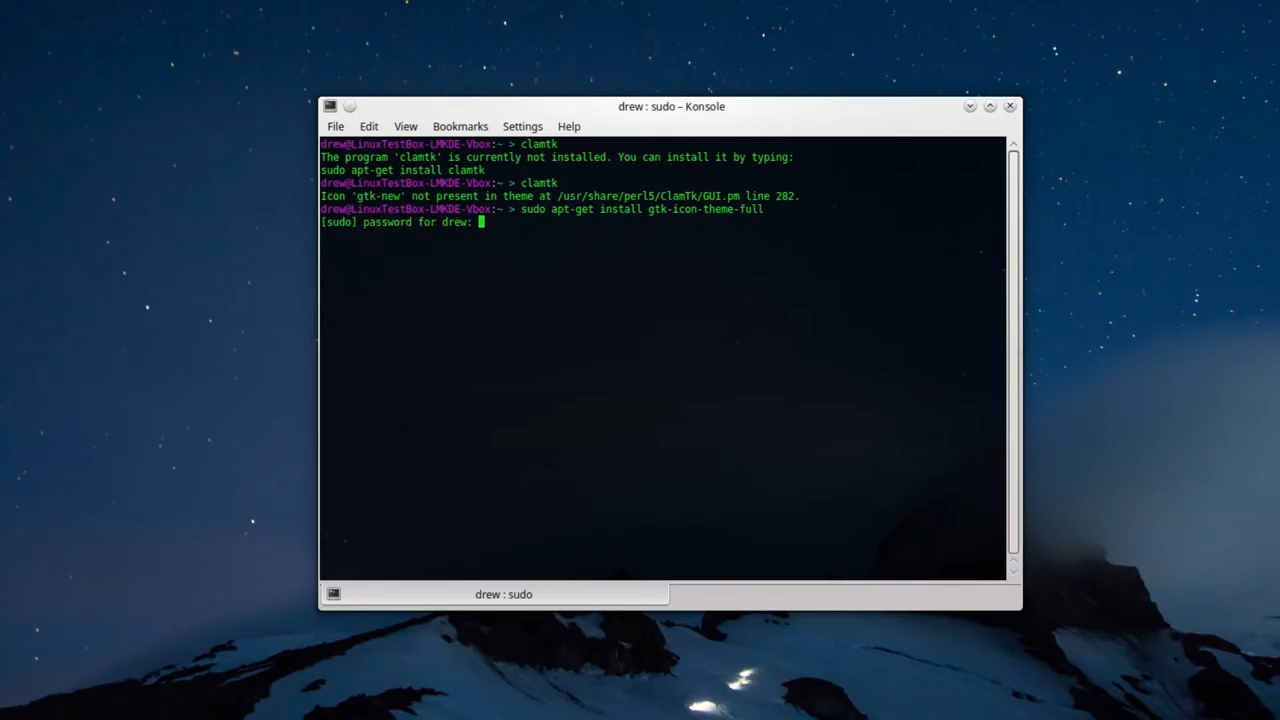 drew : sudo – Konsole
File Edit View Bookmarks Settings Help
drew@LinuxTestBox-LMKDE-Vbox:~ > clamtk
The program 'clamtk' is currently not installed. You can install it by typing:
sudo apt-get install clamtk
drew@LinuxTestBox-LMKDE-Vbox:~ > clamtk
Icon 'gtk-new' not present in theme at /usr/share/perl5/ClamTk/GUI.pm line 282.
drew@LinuxTestBox-LMKDE-Vbox:~ > sudo apt-get install gtk-icon-theme-full
[sudo] password for drew:
drew : sudo